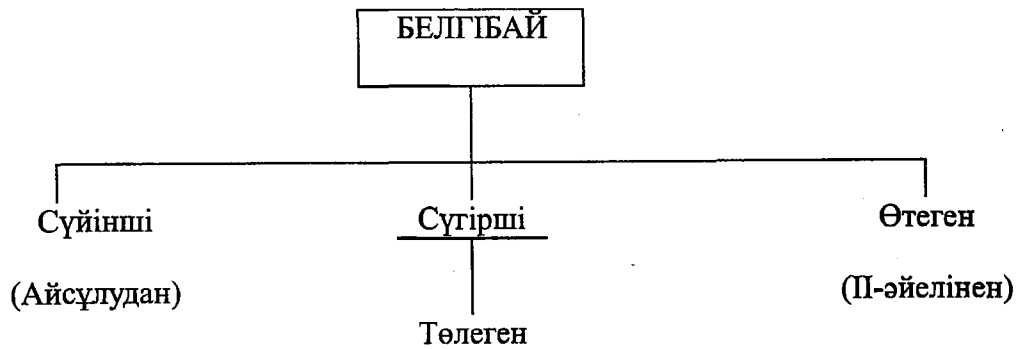 БЕЛГІБАЙ
Сүйінші
Сүгірші
Өтеген
(Айсұлудан)
(ІІ-әйелінен)
Төлеген